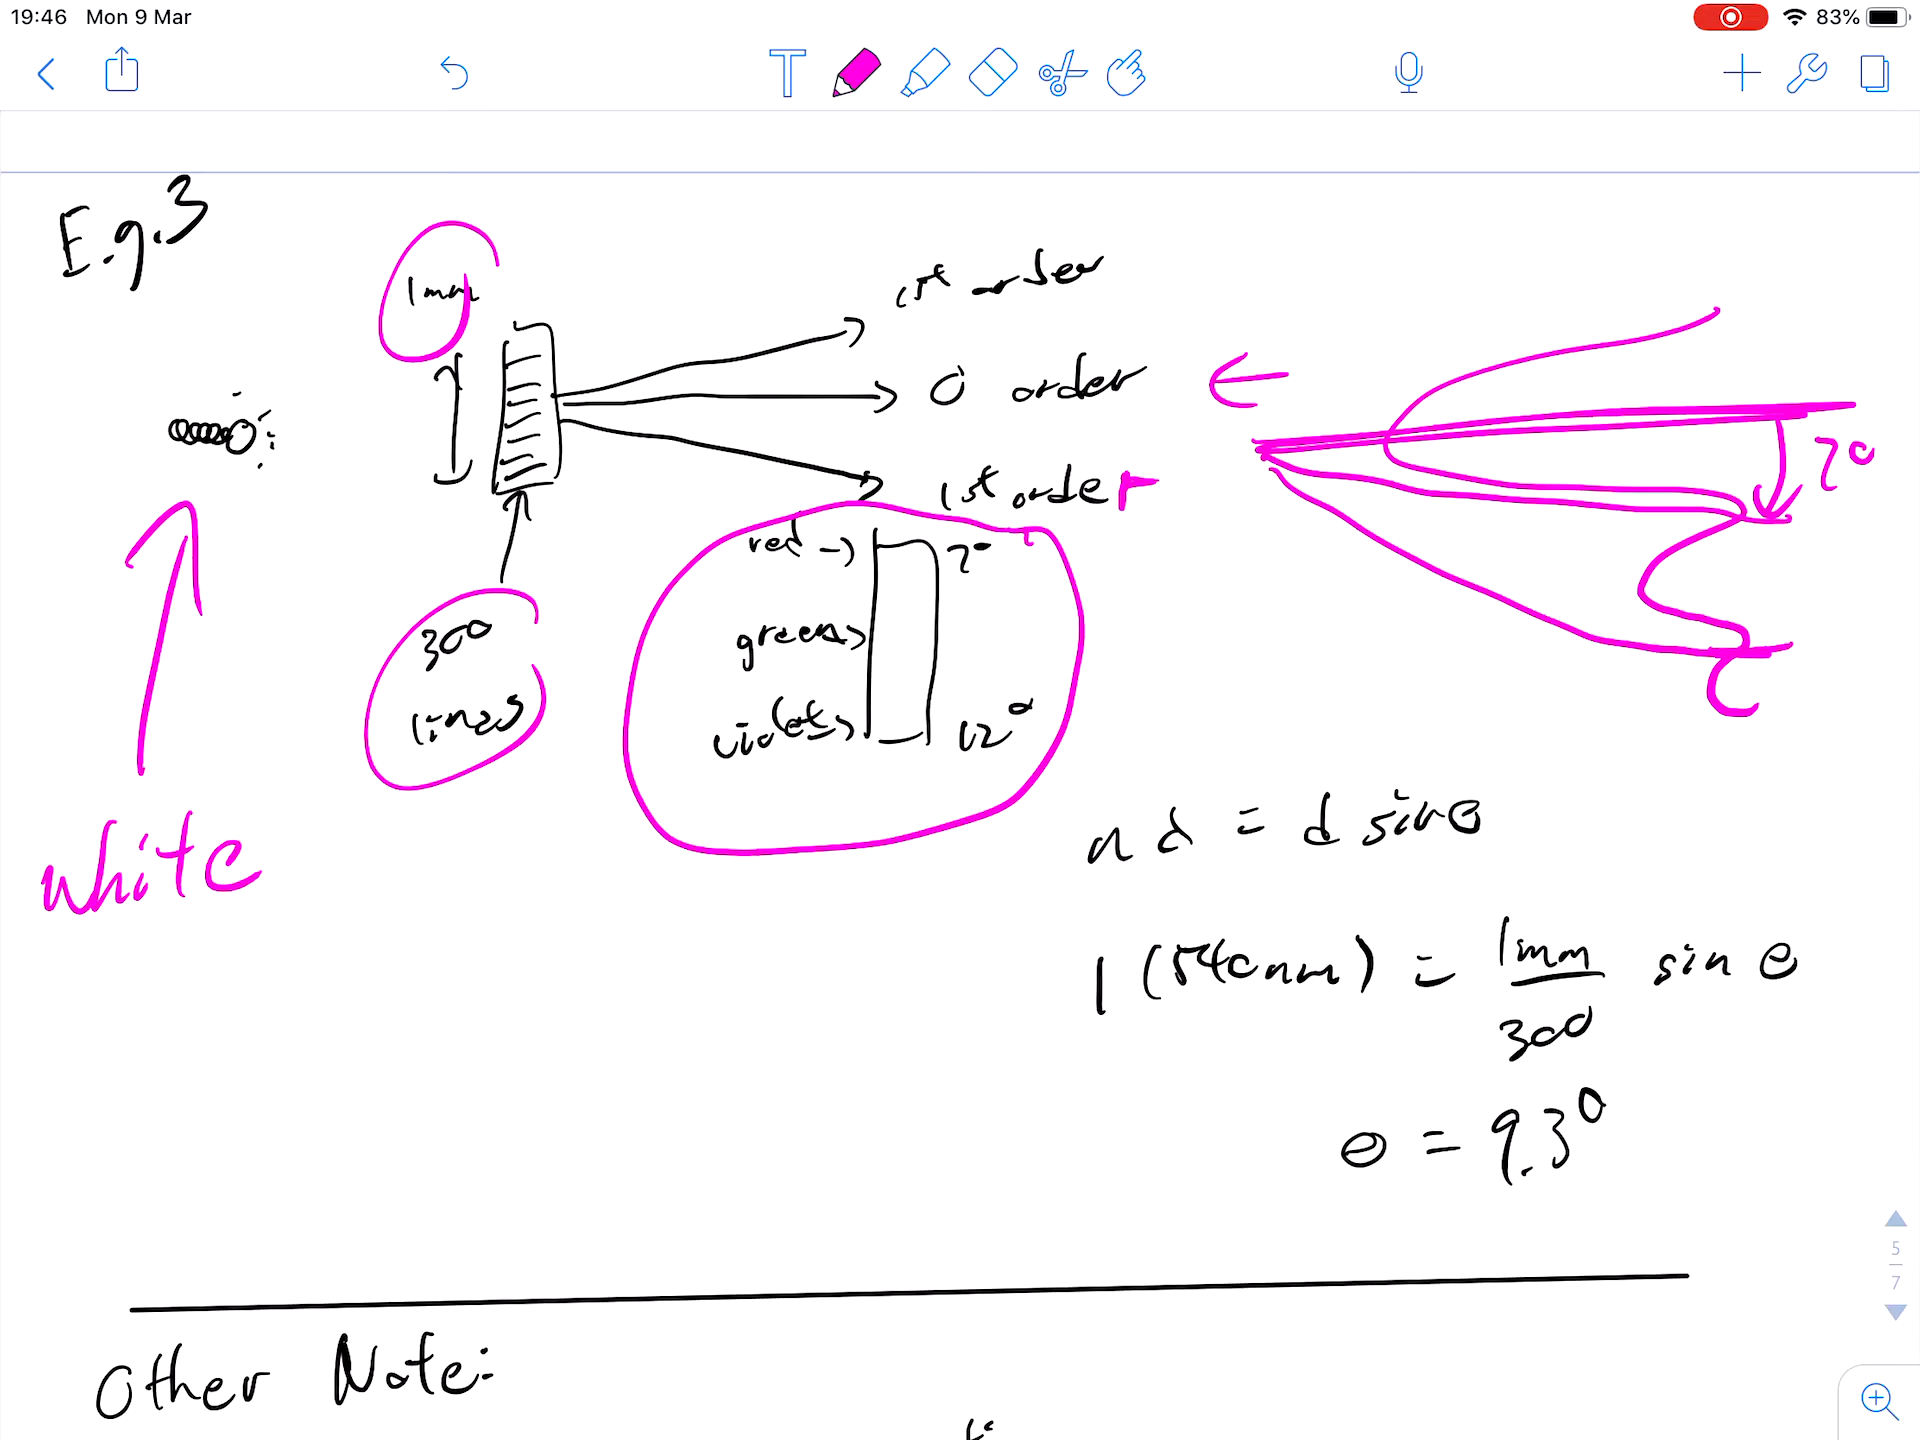 19:46 Mon 9 Mar
83%
T
E.g.3
1mm
1st order
0 order
1st order
300
lines
red → 7°
green→
violet→ 12°
7°
White
nλ = d sinθ
1 (540nm) = 1mm/300 sin θ
θ = 9.3°
5
7
Other Note: